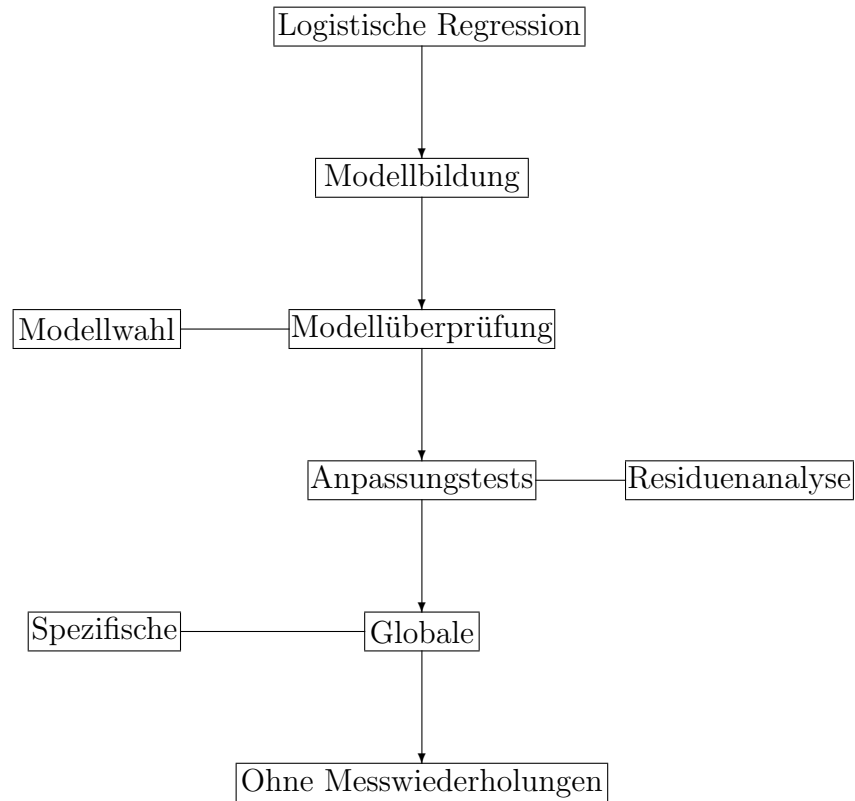 Logistische Regression
Modellbildung
Modellwahl
Modellüberprüfung
Anpassungstests
Residuenanalyse
Spezifische
Globale
Ohne Messwiederholungen